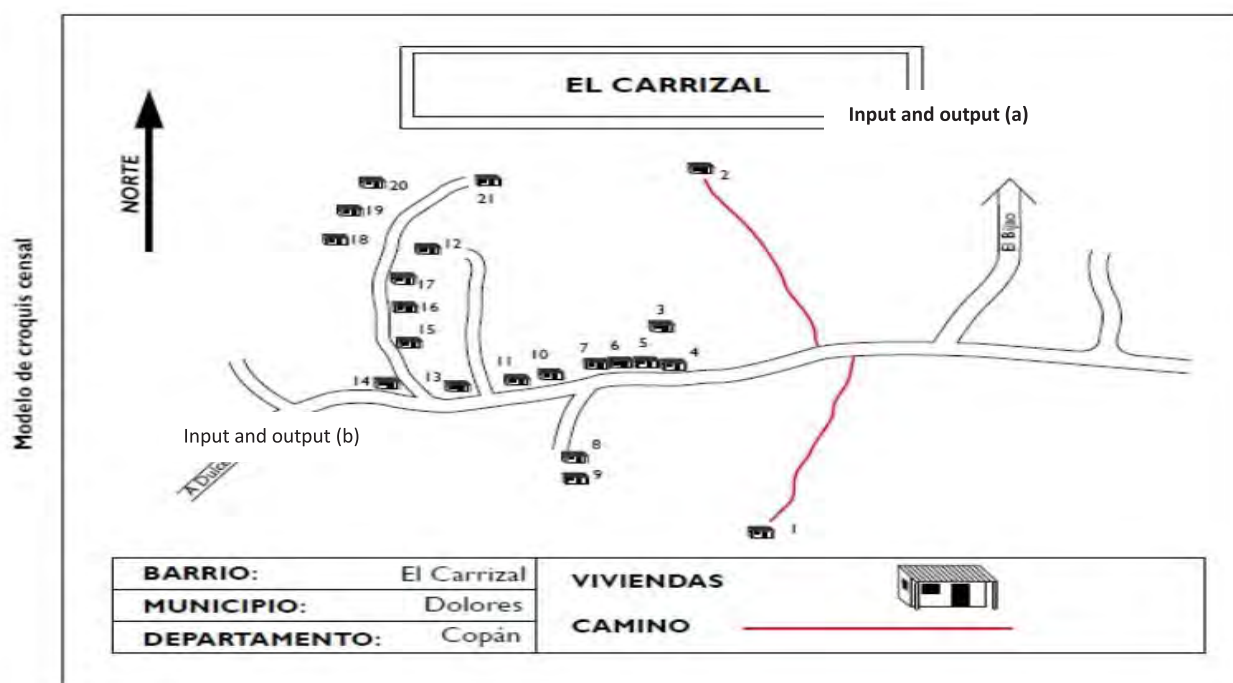 EL CARRIZAL
Input and output (a)
NORTE
Modelo de croquis censal
El Bijao
20
21
2
19
18
12
17
16
3
15
7
6
5
4
11
10
14
13
Input and output (b)
8
9
A Dulce
1
BARRIO: El Carrizal
MUNICIPIO: Dolores
DEPARTAMENTO: Copán
VIVIENDAS
CAMINO